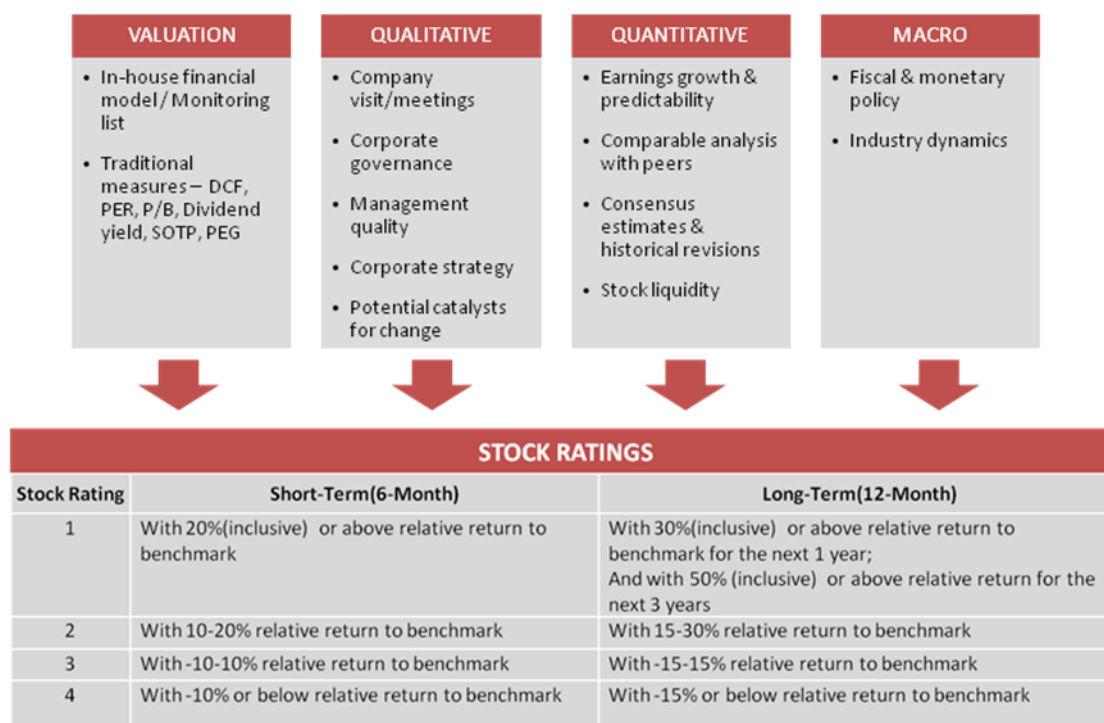 VALUATION
• In-house financial
model / Monitoring
list
• Traditional
measures – DCF,
PER, P/B, Dividend
yield, SOTP, PEG
QUALITATIVE
• Company
visit/meetings
• Corporate
governance
• Management
quality
• Corporate strategy
• Potential catalysts
for change
QUANTITATIVE
• Earnings growth &
predictability
• Comparable analysis
with peers
• Consensus
estimates &
historical revisions
• Stock liquidity
MACRO
• Fiscal & monetary
policy
• Industry dynamics
STOCK RATINGS
Stock Rating Short-Term(6-Month) Long-Term(12-Month)
1
With 20%(inclusive) or above relative return to
benchmark
With 30%(inclusive) or above relative return to
benchmark for the next 1 year;
And with 50% (inclusive) or above relative return for the
next 3 years
2 With 10-20% relative return to benchmark With 15-30% relative return to benchmark
3 With -10-10% relative return to benchmark With -15-15% relative return to benchmark
4 With -10% or below relative return to benchmark With -15% or below relative return to benchmark